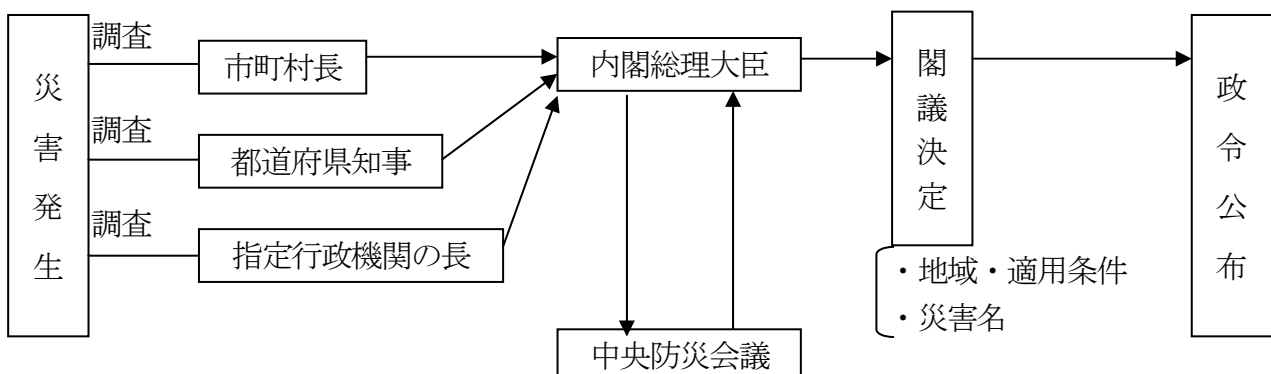 災害発生
調査
市町村長
調査
都道府県知事
調査
指定行政機関の長
内閣総理大臣
中央防災会議
閣議決定
・地域・適用条件
・災害名
政令公布